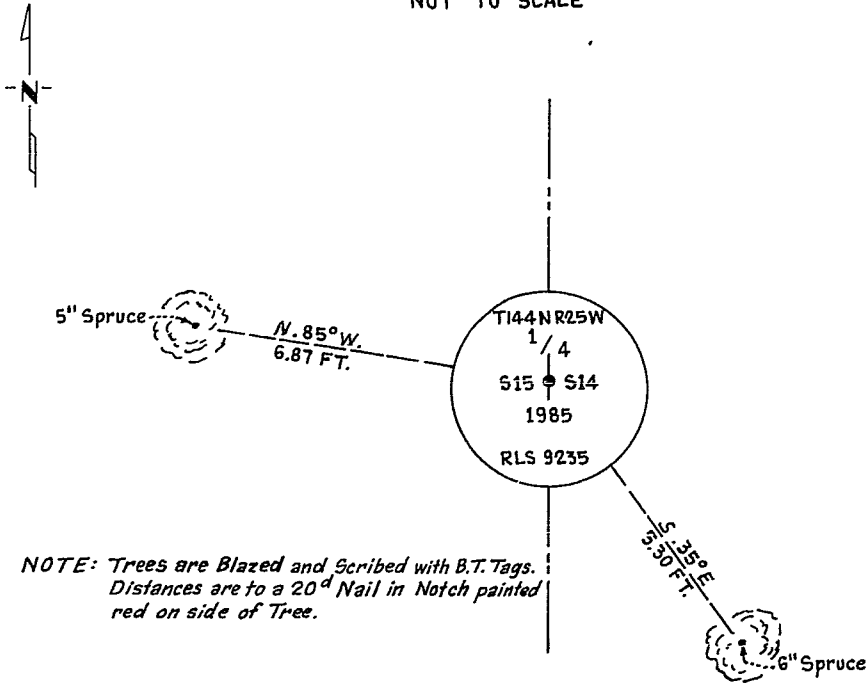 NOT TO SCALE
N
5" Spruce
N. 85° W.
6.87 FT.
T144N R25W
1/4
S15 S14
1985
RLS 9235
S. 35° E
5.30 FT.
NOTE: Trees are Blazed and Scribed with B.T. Tags.
Distances are to a 20d Nail in Notch painted
red on side of Tree.
6" Spruce